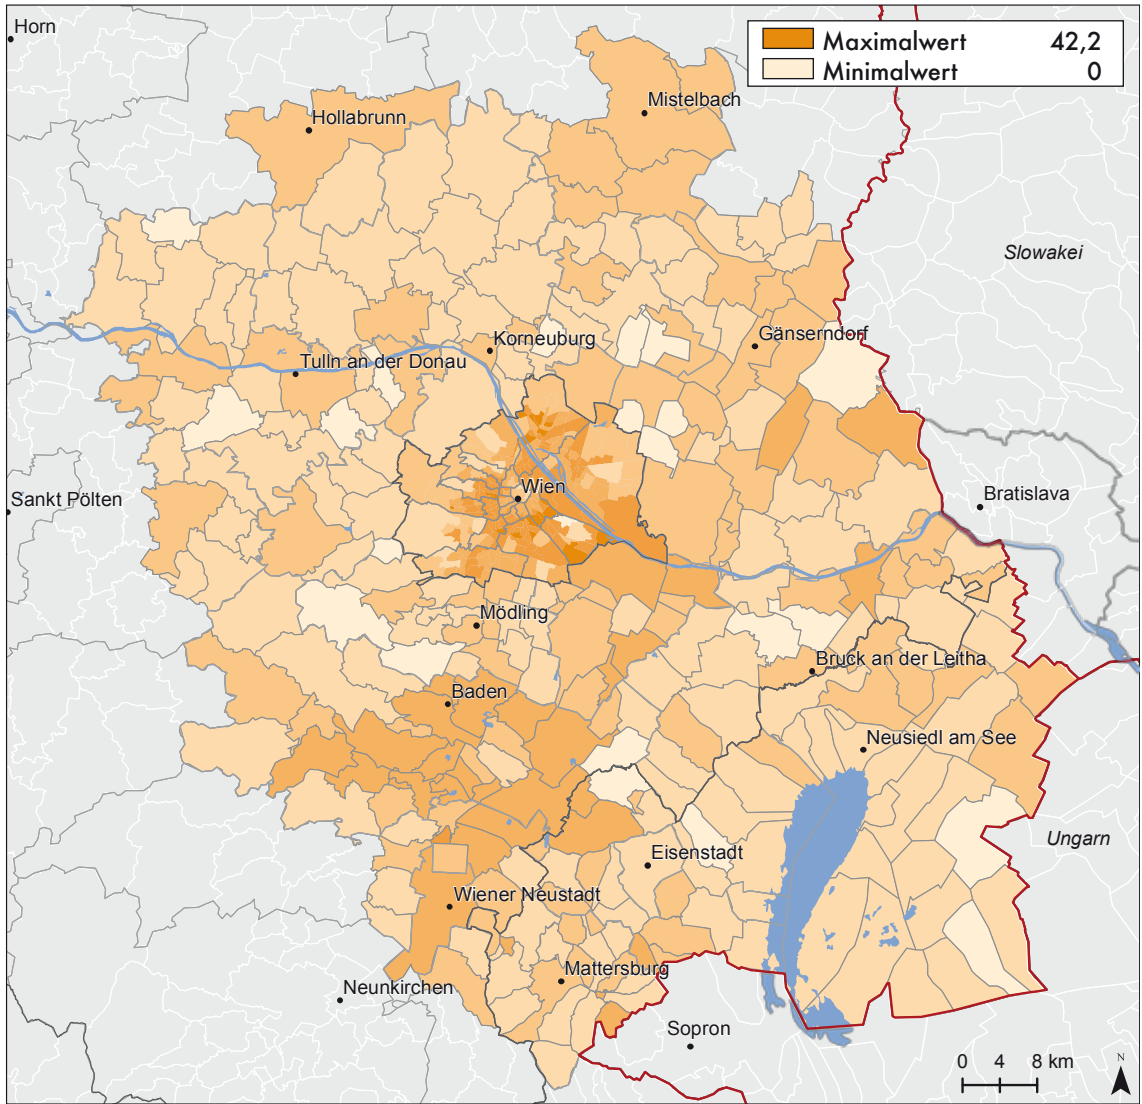 Horn
Maximalwert 42,2
Minimalwert 0
Mistelbach
Hollabrunn
Slowakei
Gänserndorf
Korneuburg
Tulln an der Donau
Wien
Bratislava
Sankt Pölten
Mödling
Bruck an der Leitha
Baden
Neusiedl am See
Ungarn
Eisenstadt
Wiener Neustadt
Mattersburg
Neunkirchen
Sopron
0 4 8 km
N